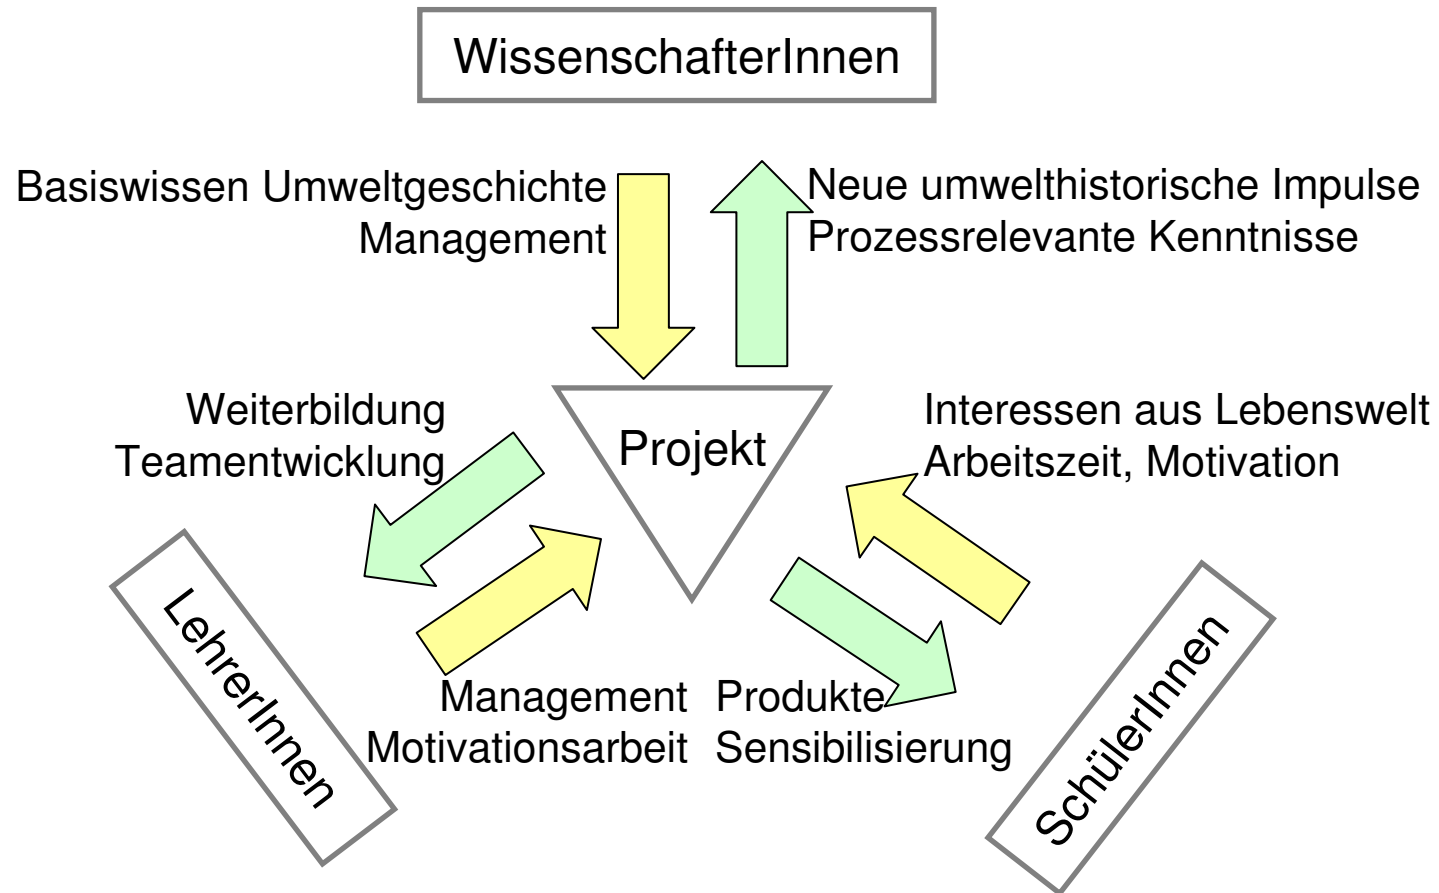 WissenschafterInnen
Basiswissen Umweltgeschichte
Management
Neue umwelthistorische Impulse
Prozessrelevante Kenntnisse
Weiterbildung
Teamentwicklung
Projekt
Interessen aus Lebenswelt
Arbeitszeit, Motivation
LehrerInnen
Management
Motivationsarbeit
Produkte
Sensibilisierung
SchülerInnen